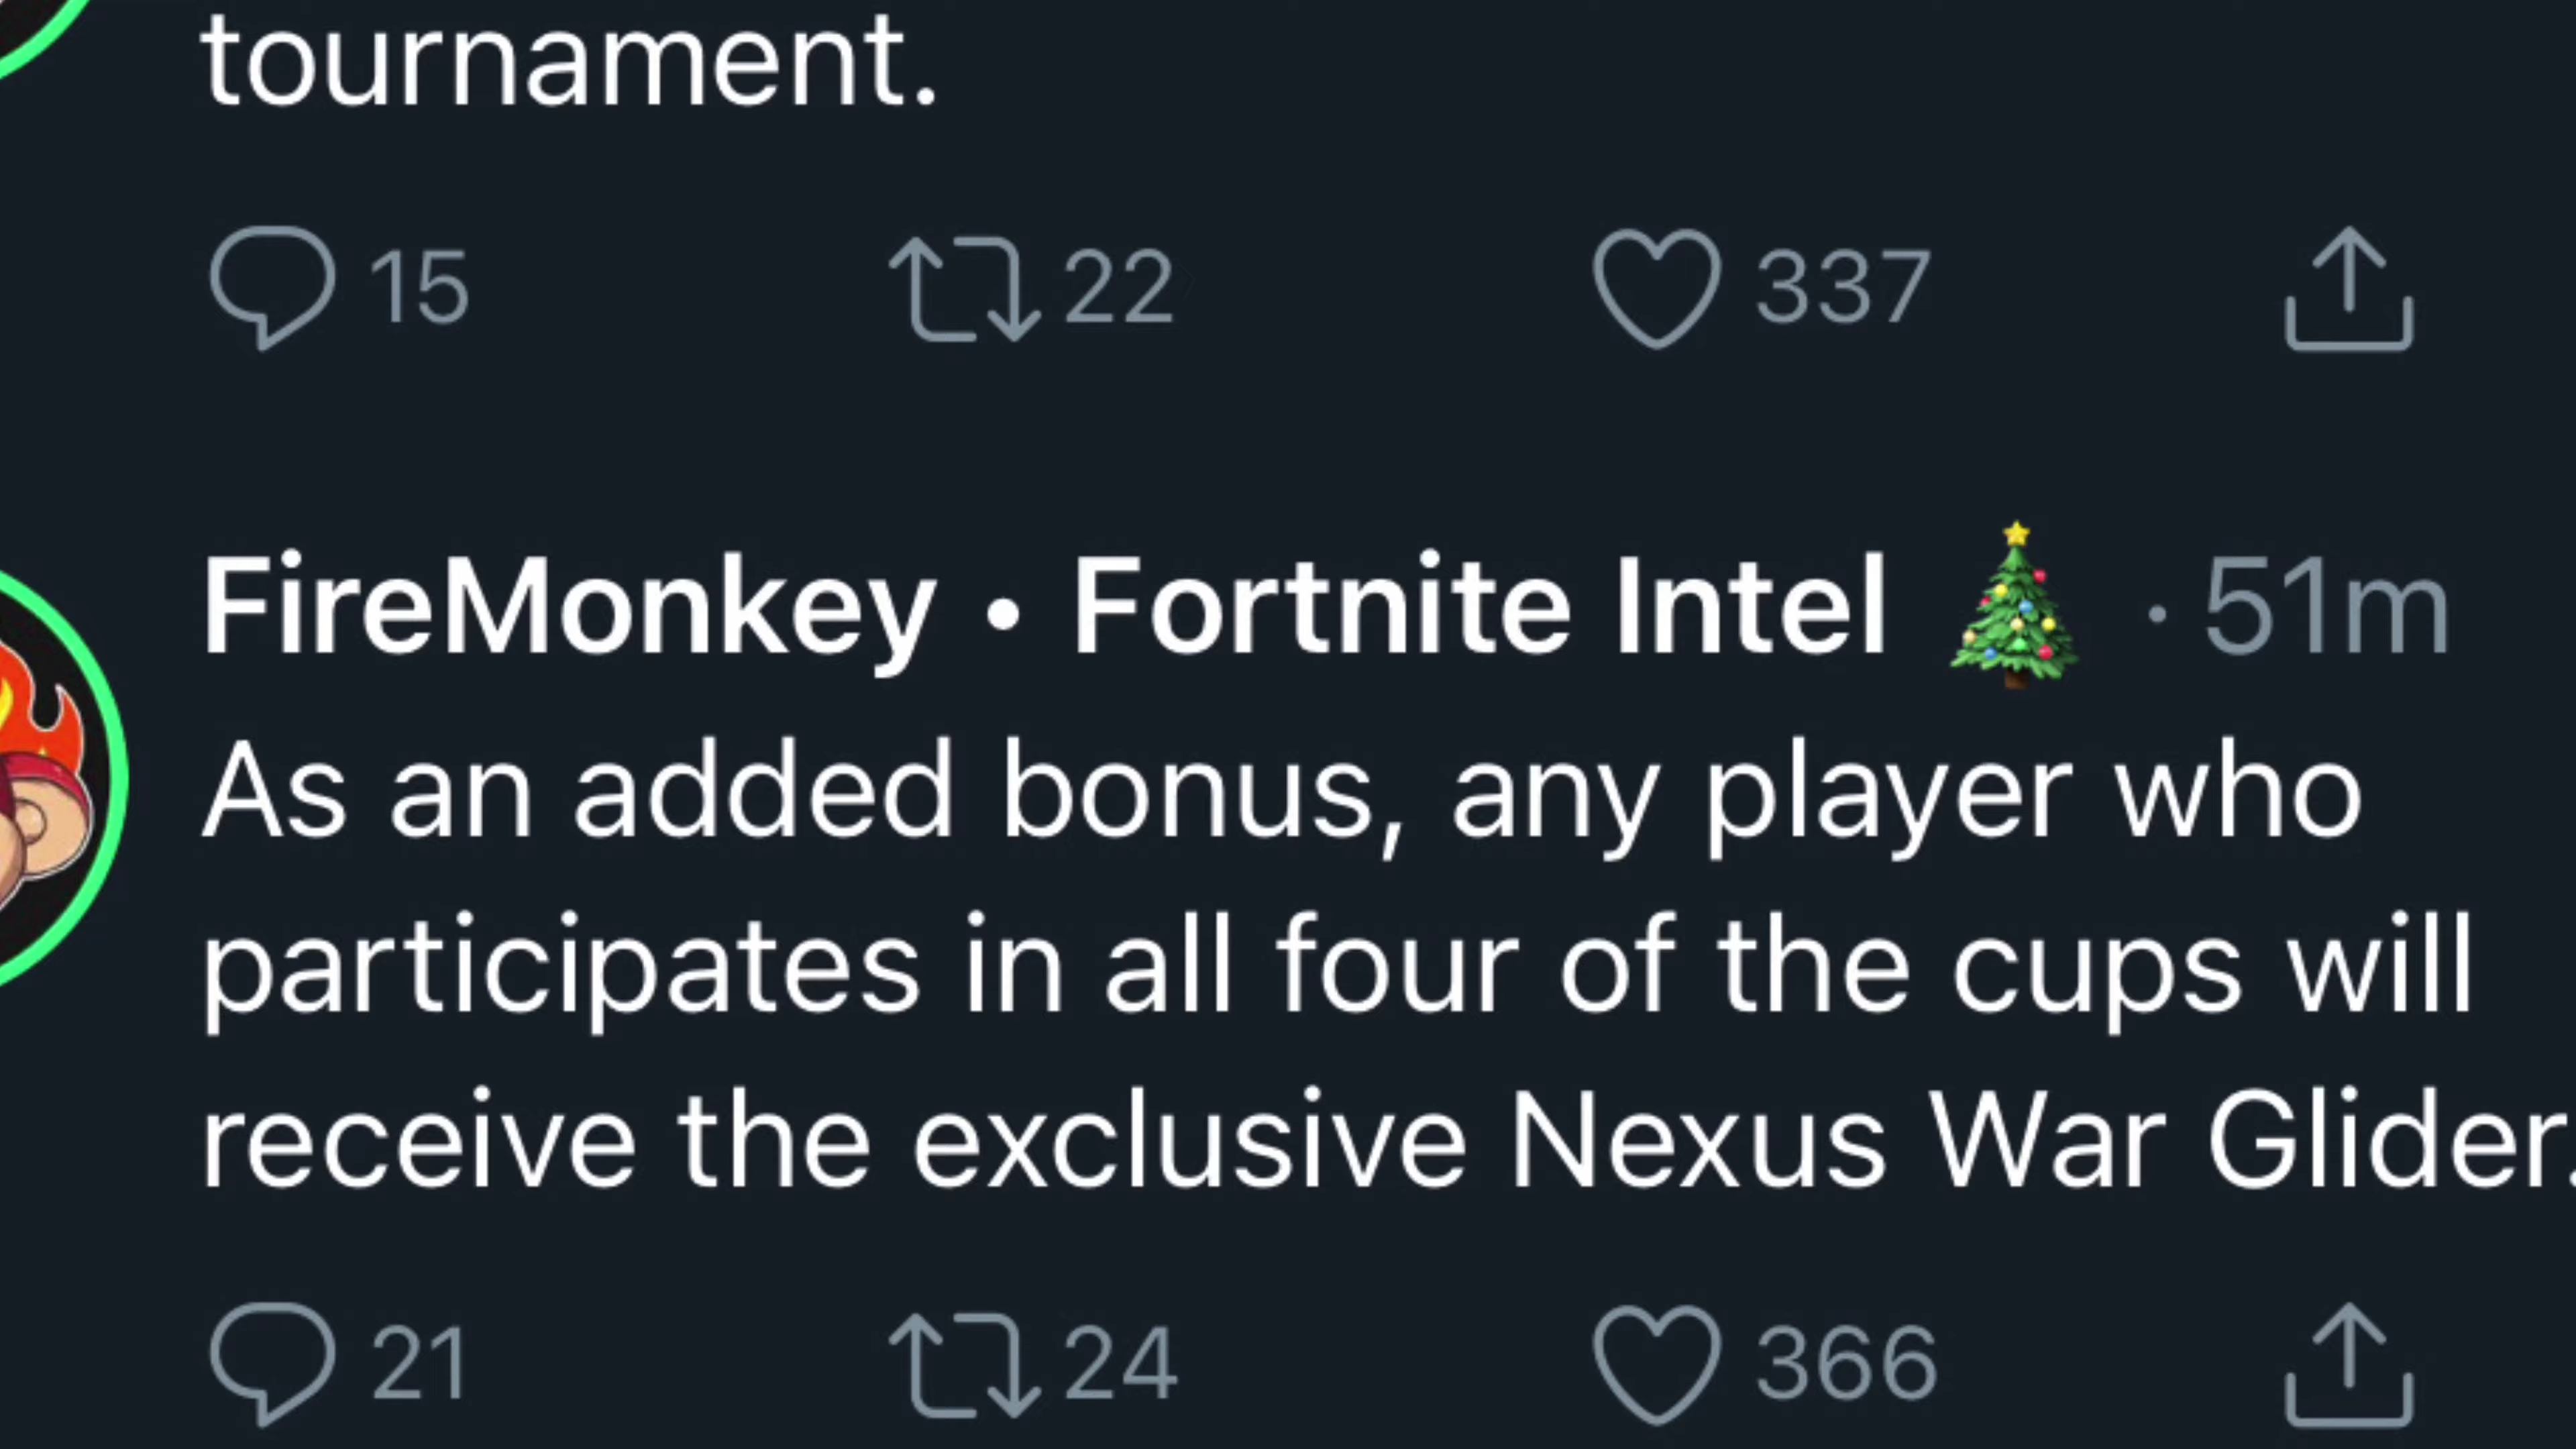 tournament.
15 22 337
FireMonkey • Fortnite Intel 🎄 · 51m
As an added bonus, any player who
participates in all four of the cups will
receive the exclusive Nexus War Glider.
21 24 366